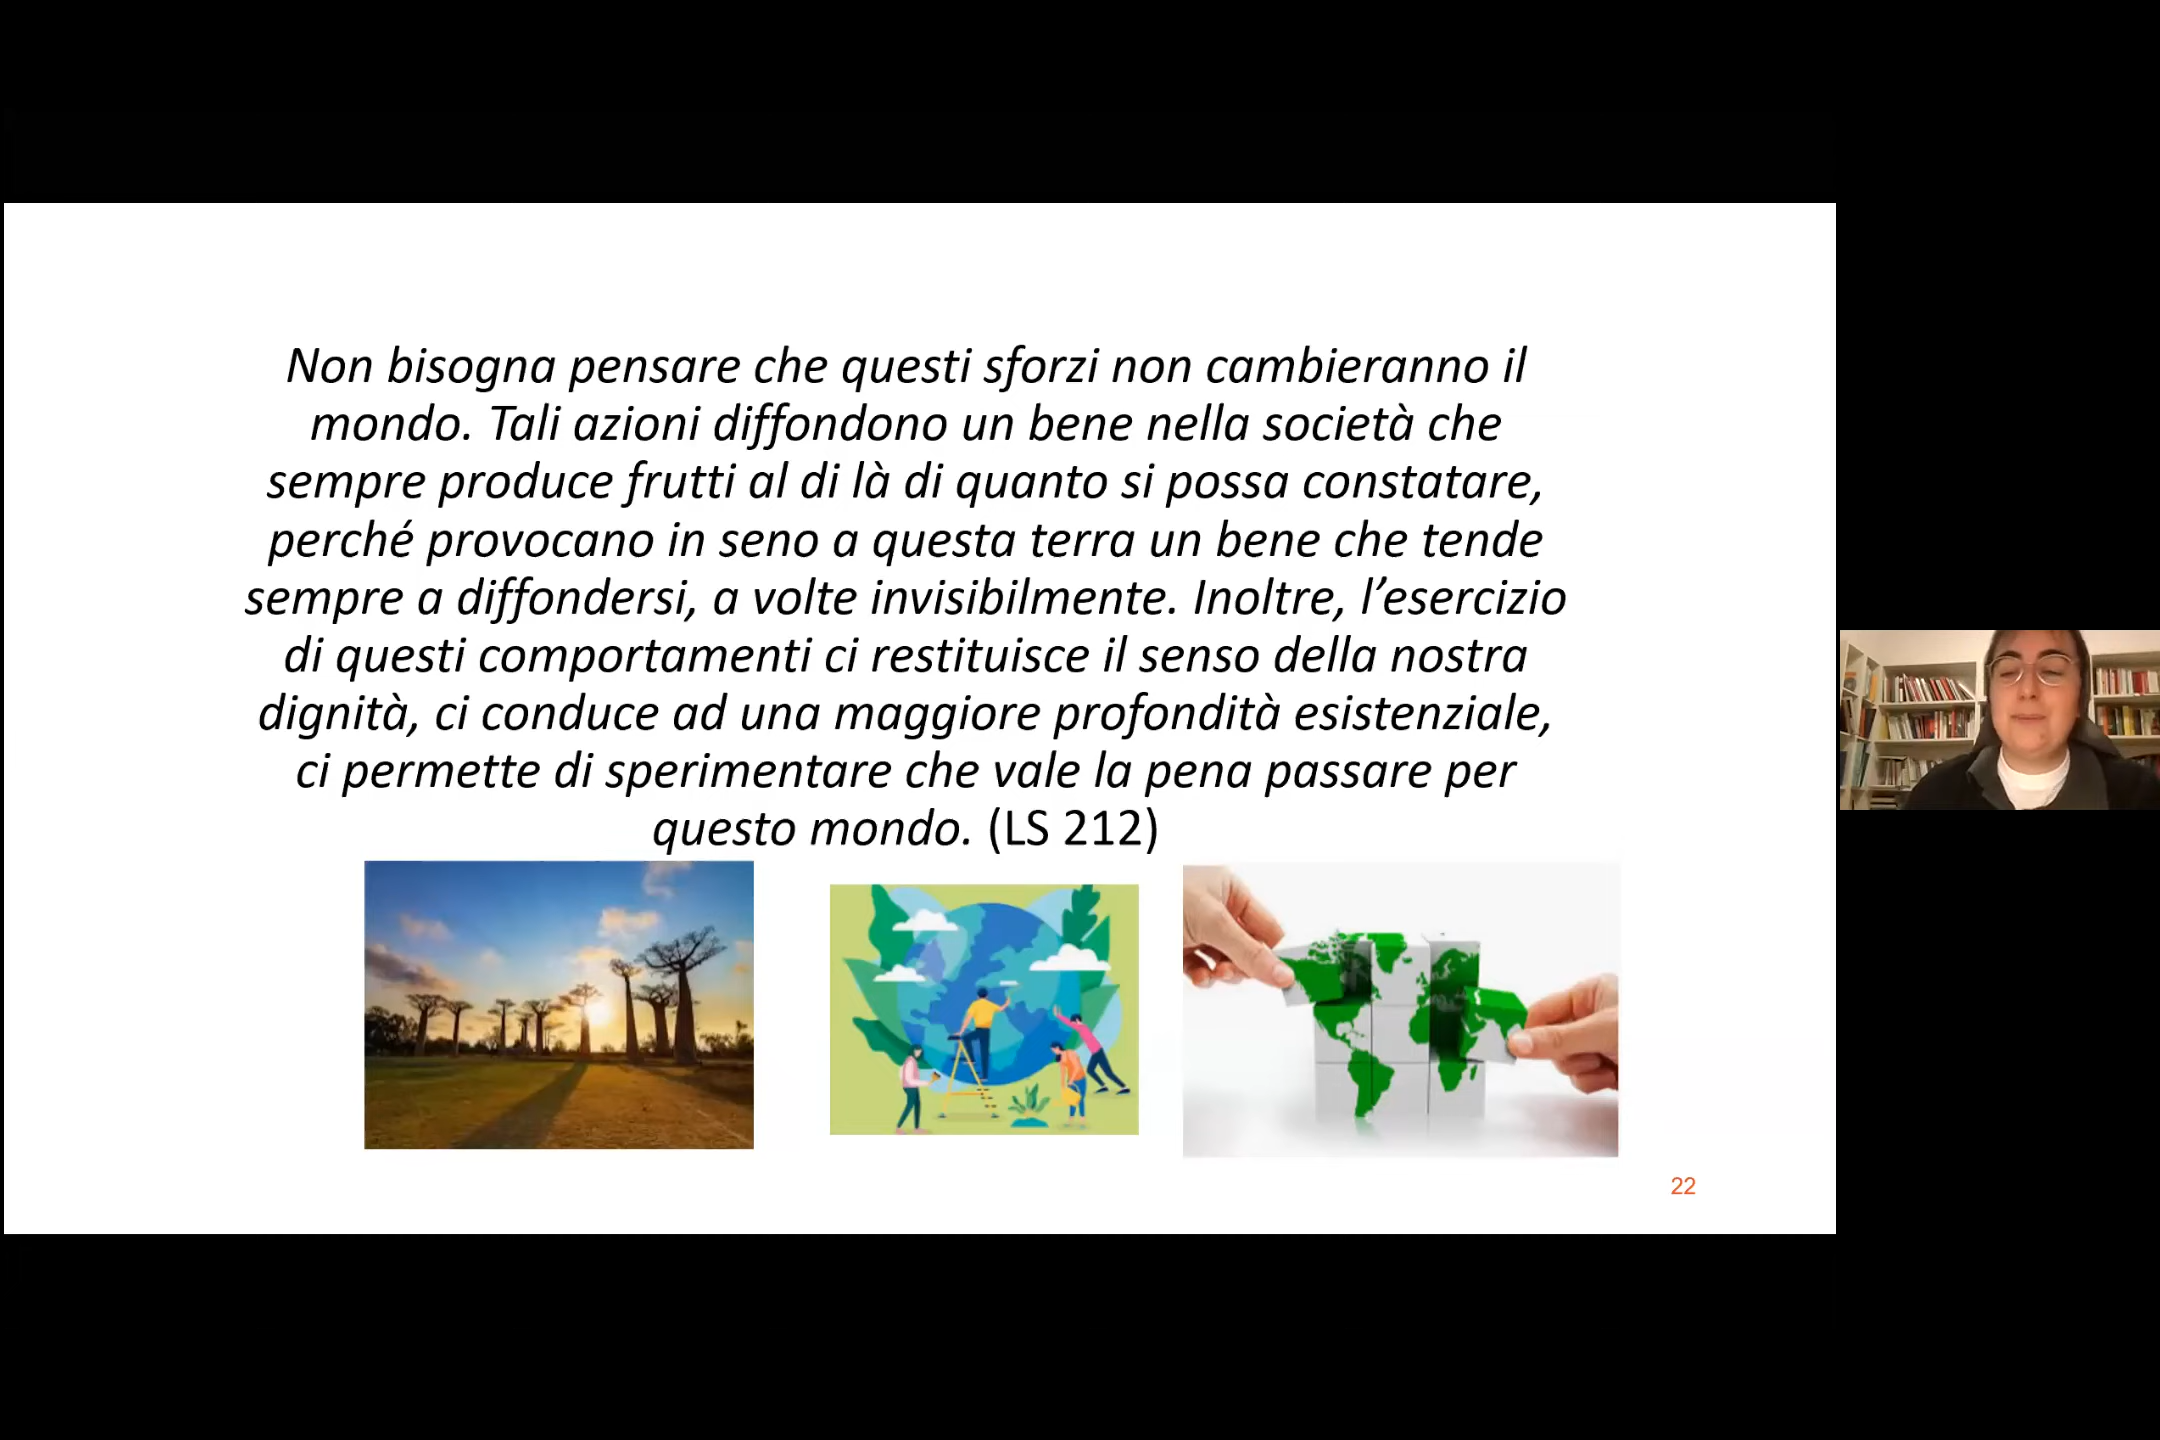 Non bisogna pensare che questi sforzi non cambieranno il
mondo. Tali azioni diffondono un bene nella società che
sempre produce frutti al di là di quanto si possa constatare,
perché provocano in seno a questa terra un bene che tende
sempre a diffondersi, a volte invisibilmente. Inoltre, l’esercizio
di questi comportamenti ci restituisce il senso della nostra
dignità, ci conduce ad una maggiore profondità esistenziale,
ci permette di sperimentare che vale la pena passare per
questo mondo. (LS 212)
22